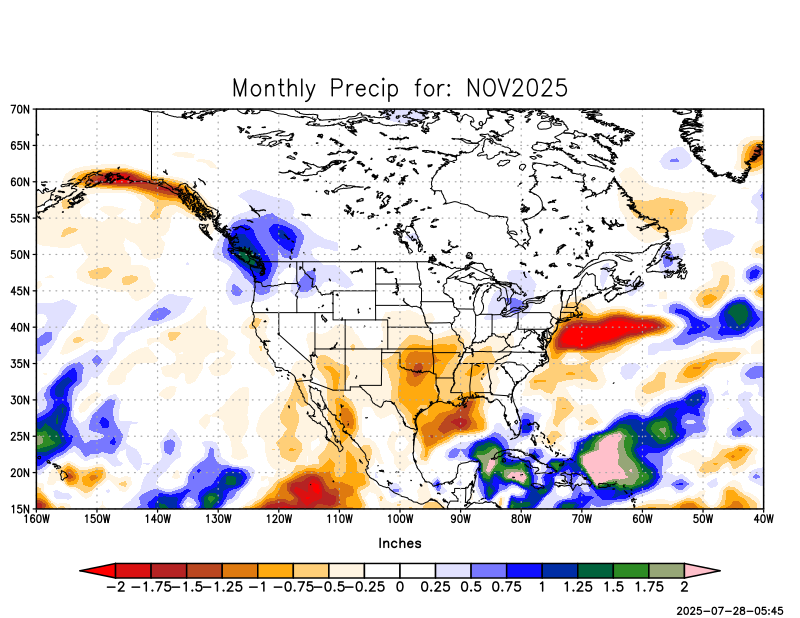 Monthly Precip for: NOV2025
70N
65N
60N
55N
50N
45N
40N
35N
30N
25N
20N
15N
160W 150W 140W 130W 120W 110W 100W 90W 80W 70W 60W 50W 40W
Inches
-2 -1.75 -1.5 -1.25 -1 -0.75 -0.5 -0.25 0 0.25 0.5 0.75 1 1.25 1.5 1.75 2
2025-07-28-05:45